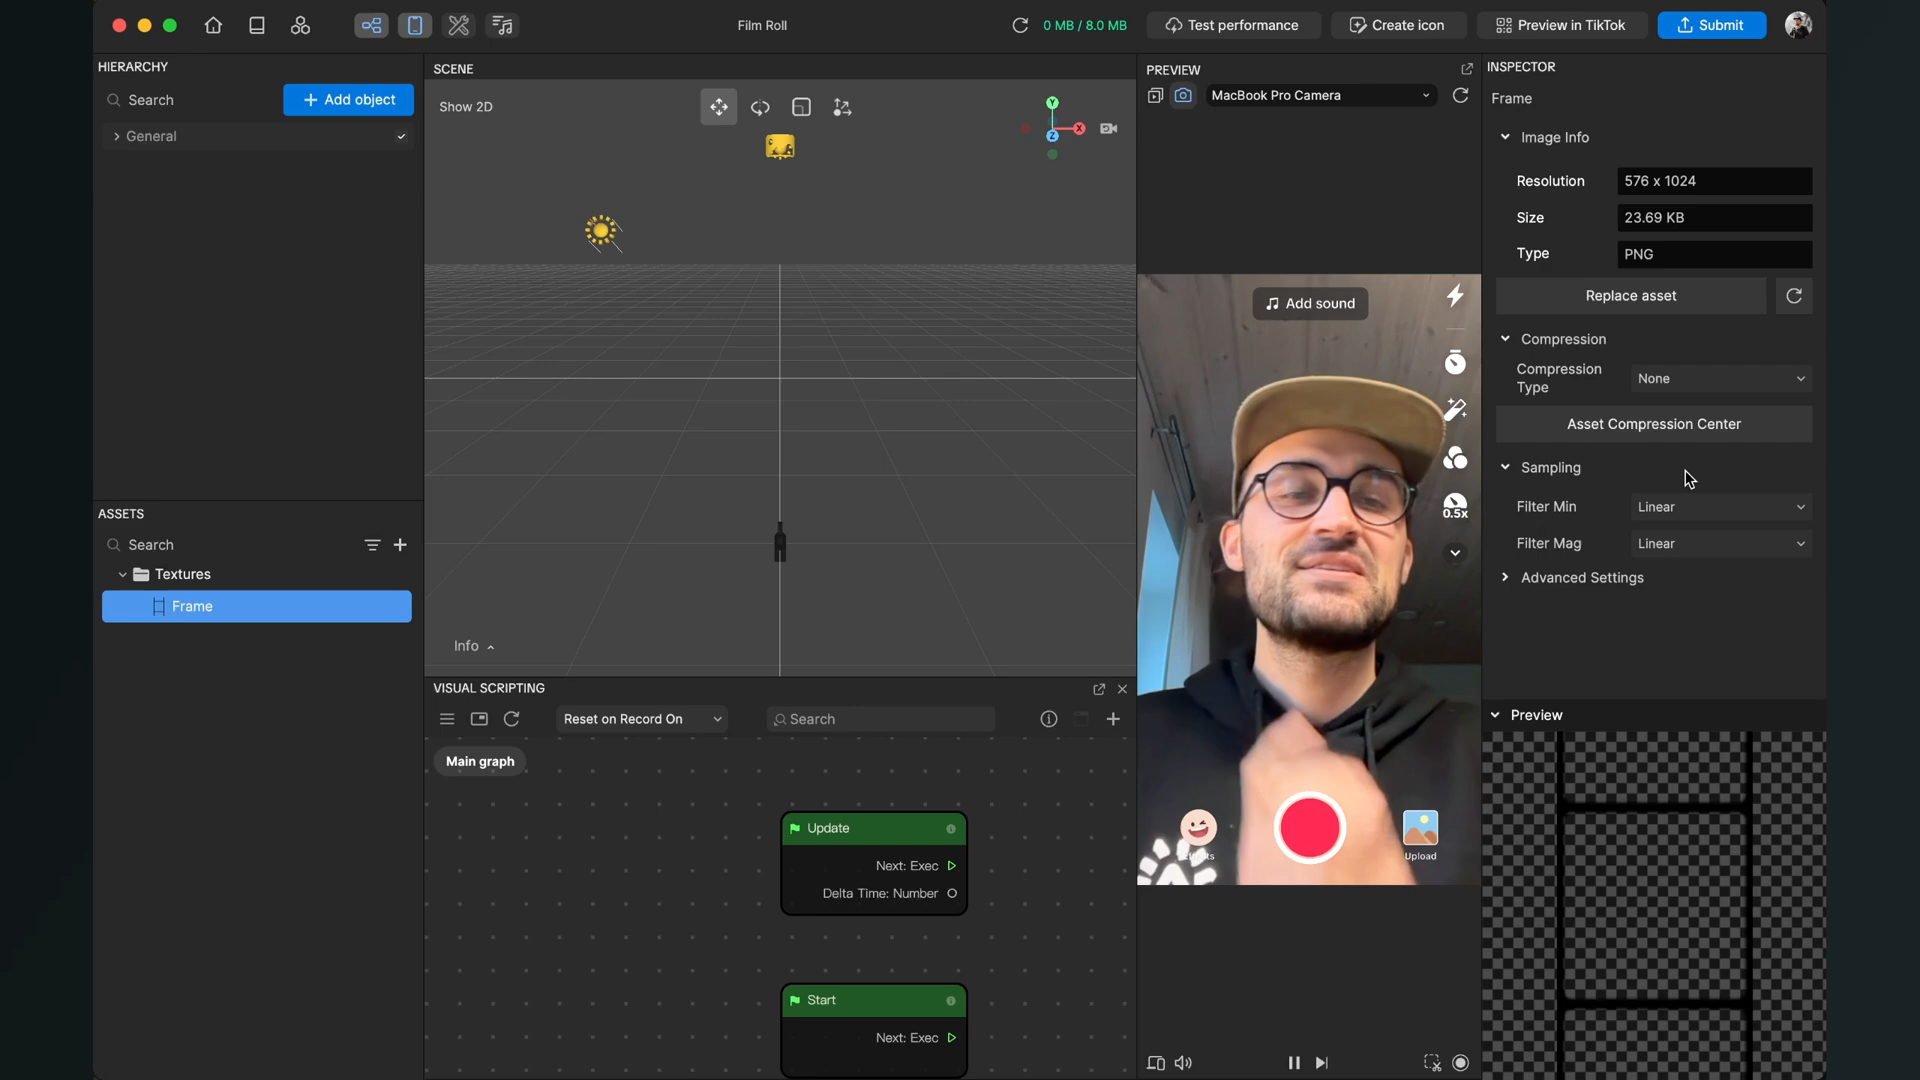 Film Roll
0 MB / 8.0 MB
Test performance
Create icon
Preview in TikTok
Submit
HIERARCHY
Search
Add object
General
ASSETS
Search
Textures
Frame
SCENE
Show 2D
Y
X
Z
Info
VISUAL SCRIPTING
Reset on Record On
Search
Main graph
Update
Next: Exec
Delta Time: Number
Start
Next: Exec
PREVIEW
MacBook Pro Camera
Add sound
0.5x
Upload
INSPECTOR
Frame
Image Info
Resolution 576 x 1024
Size 23.69 KB
Type PNG
Replace asset
Compression
Compression
Type
None
Asset Compression Center
Sampling
Filter Min Linear
Filter Mag Linear
Advanced Settings
Preview